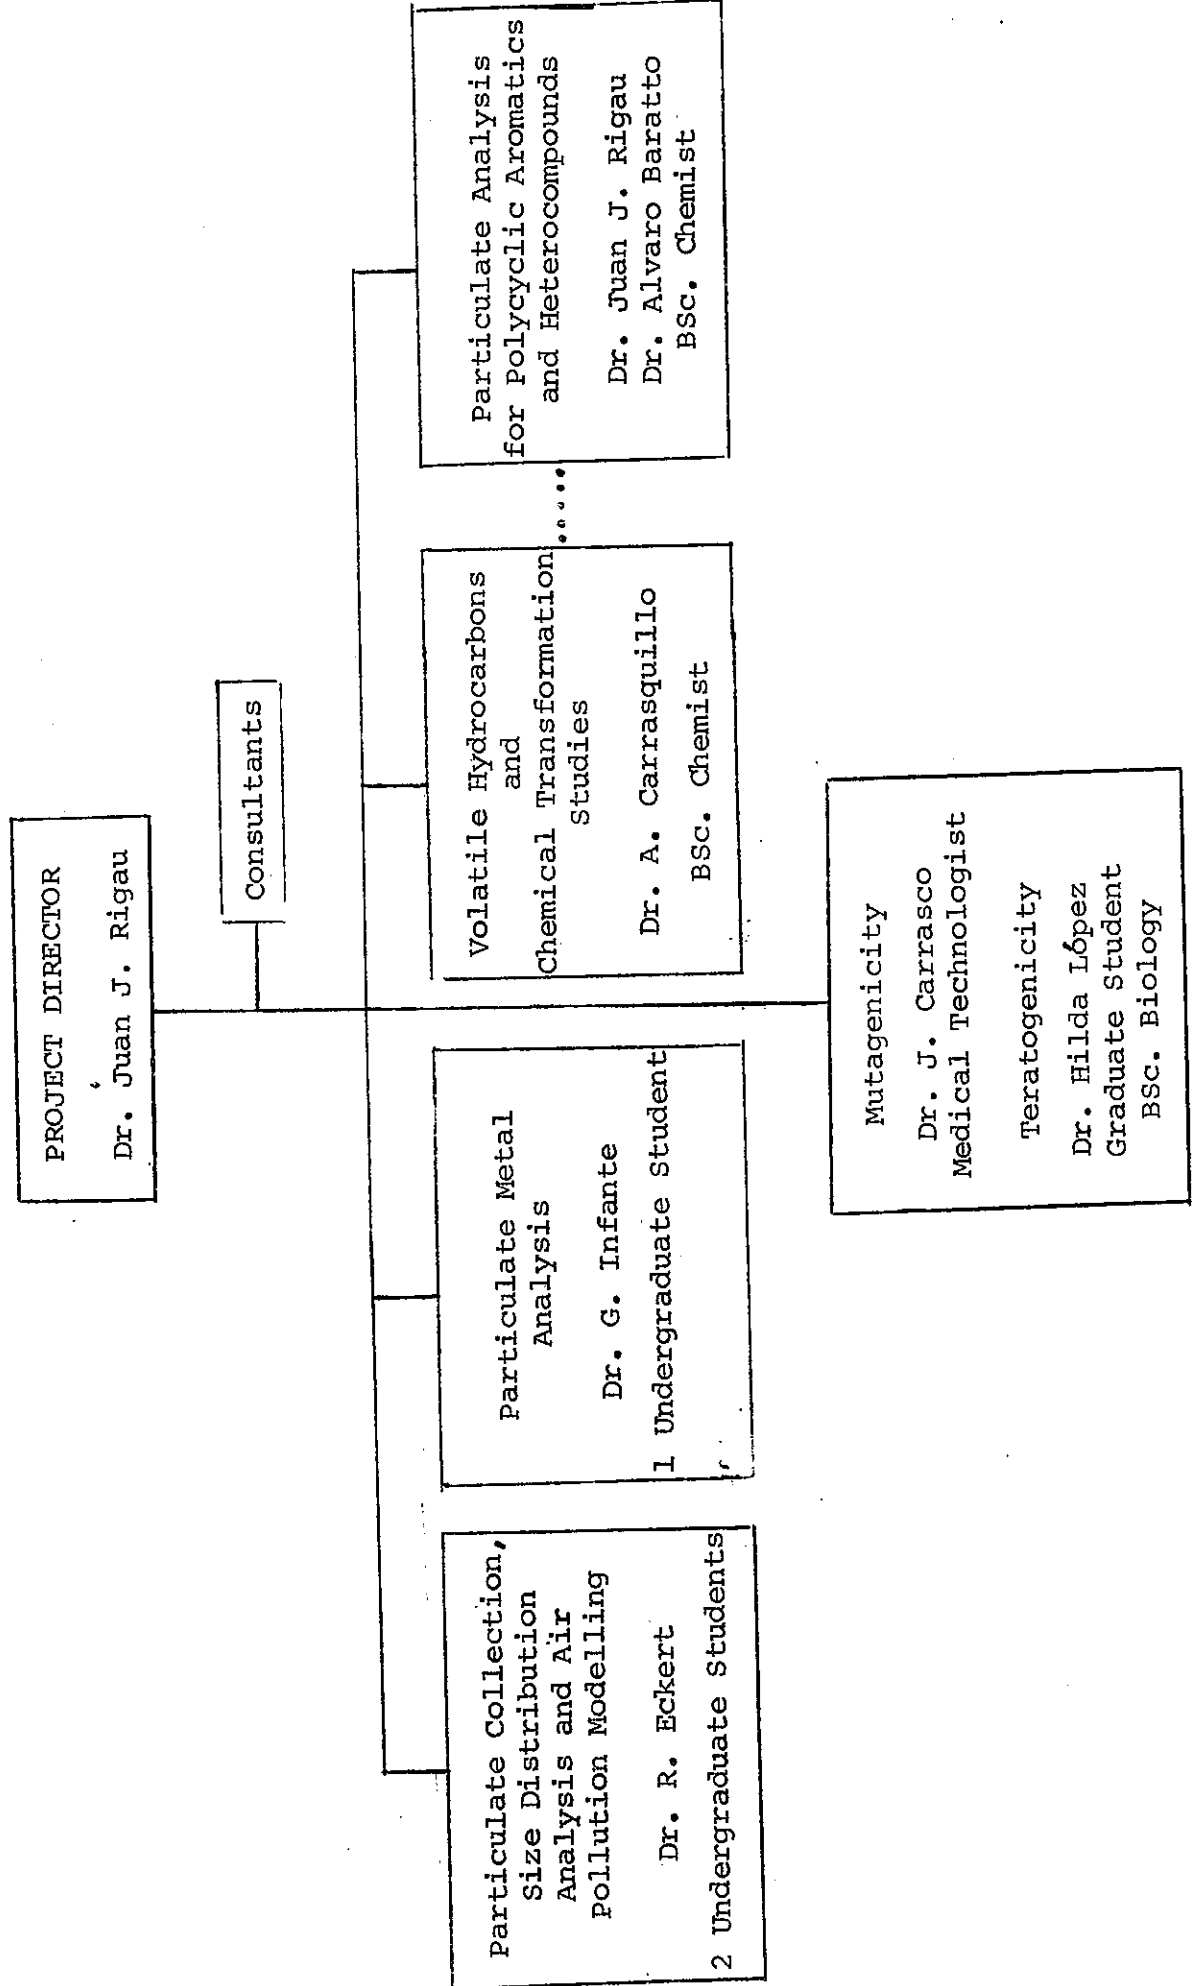 PROJECT DIRECTOR
Dr. Juan J. Rigau
Consultants
Particulate Collection,
Size Distribution
Analysis and Air
Pollution Modelling
Dr. R. Eckert
2 Undergraduate Students
Particulate Metal
Analysis
Dr. G. Infante
1 Undergraduate Student
Volatile Hydrocarbons
and
Chemical Transformation
Studies
Dr. A. Carrasquillo
BSc. Chemist
.....
Particulate Analysis
for Polycyclic Aromatics
and Heterocompounds
Dr. Juan J. Rigau
Dr. Alvaro Baratto
BSc. Chemist
Mutagenicity
Dr. J. Carrasco
Medical Technologist
Teratogenicity
Dr. Hilda López
Graduate Student
BSc. Biology